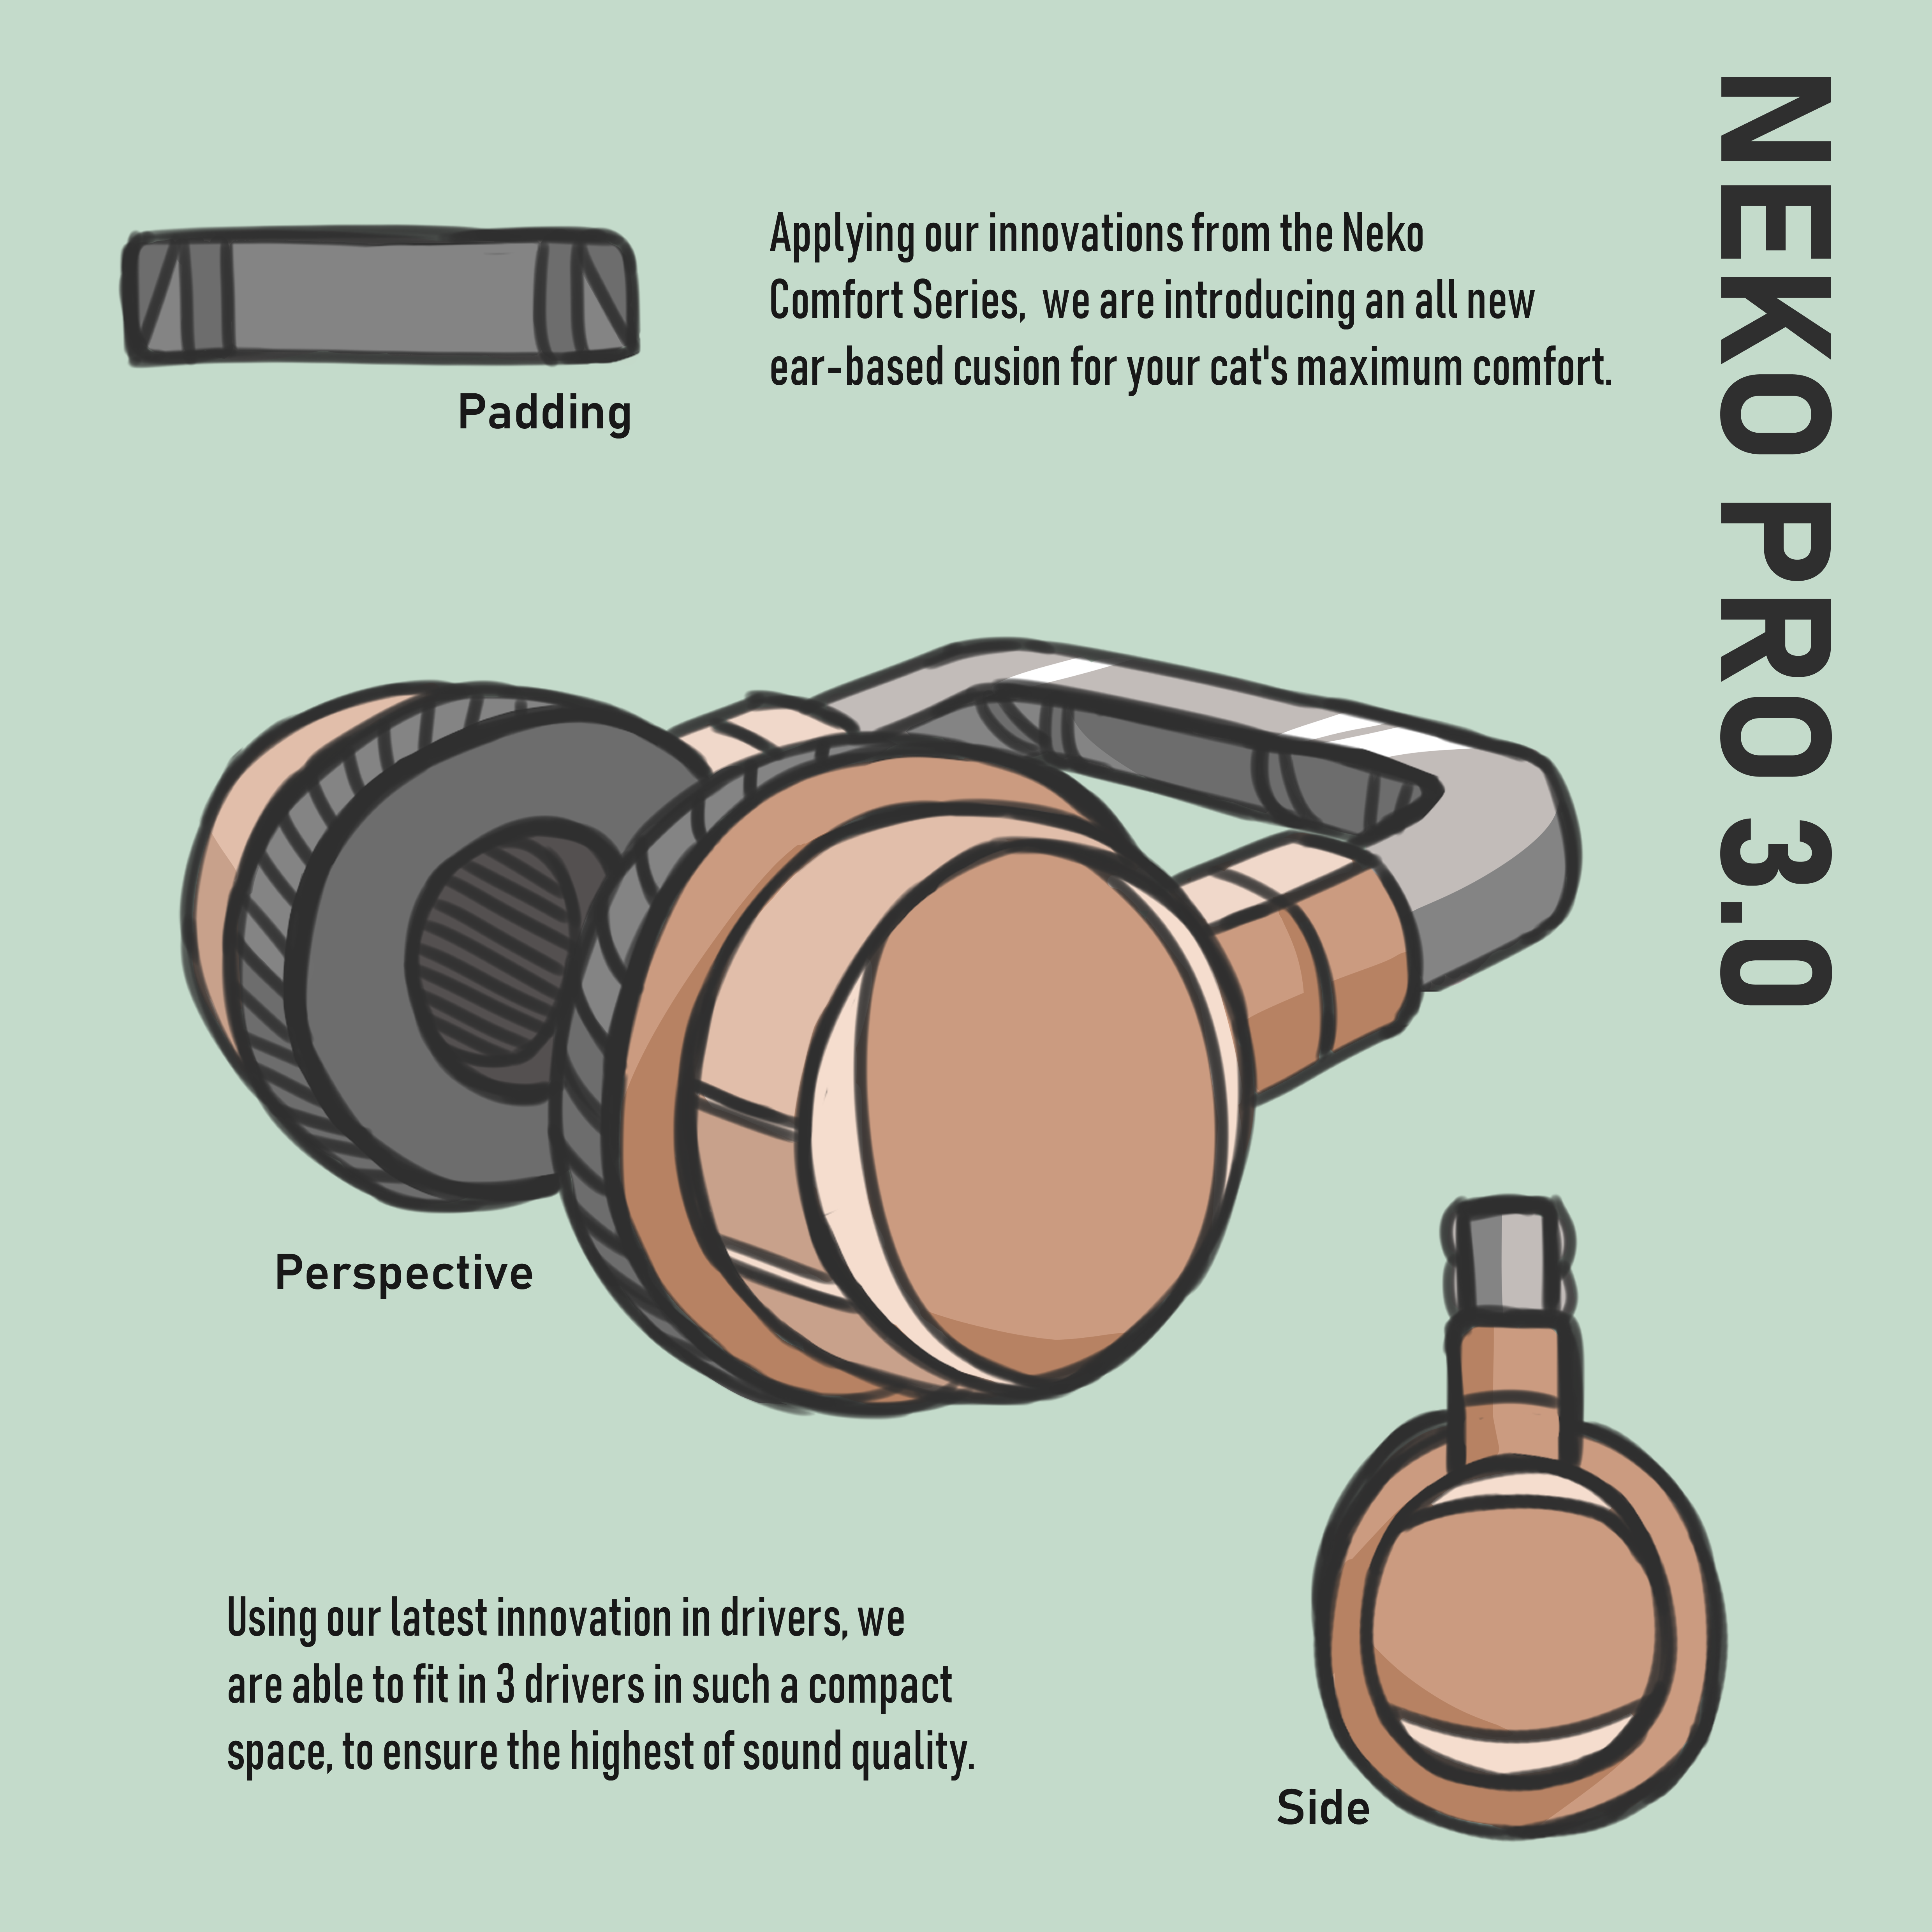 NEKO PRO 3.0
Applying our innovations from the Neko
Comfort Series, we are introducing an all new
ear-based cusion for your cat's maximum comfort.
Padding
Perspective
Using our latest innovation in drivers, we
are able to fit in 3 drivers in such a compact
space, to ensure the highest of sound quality.
Side